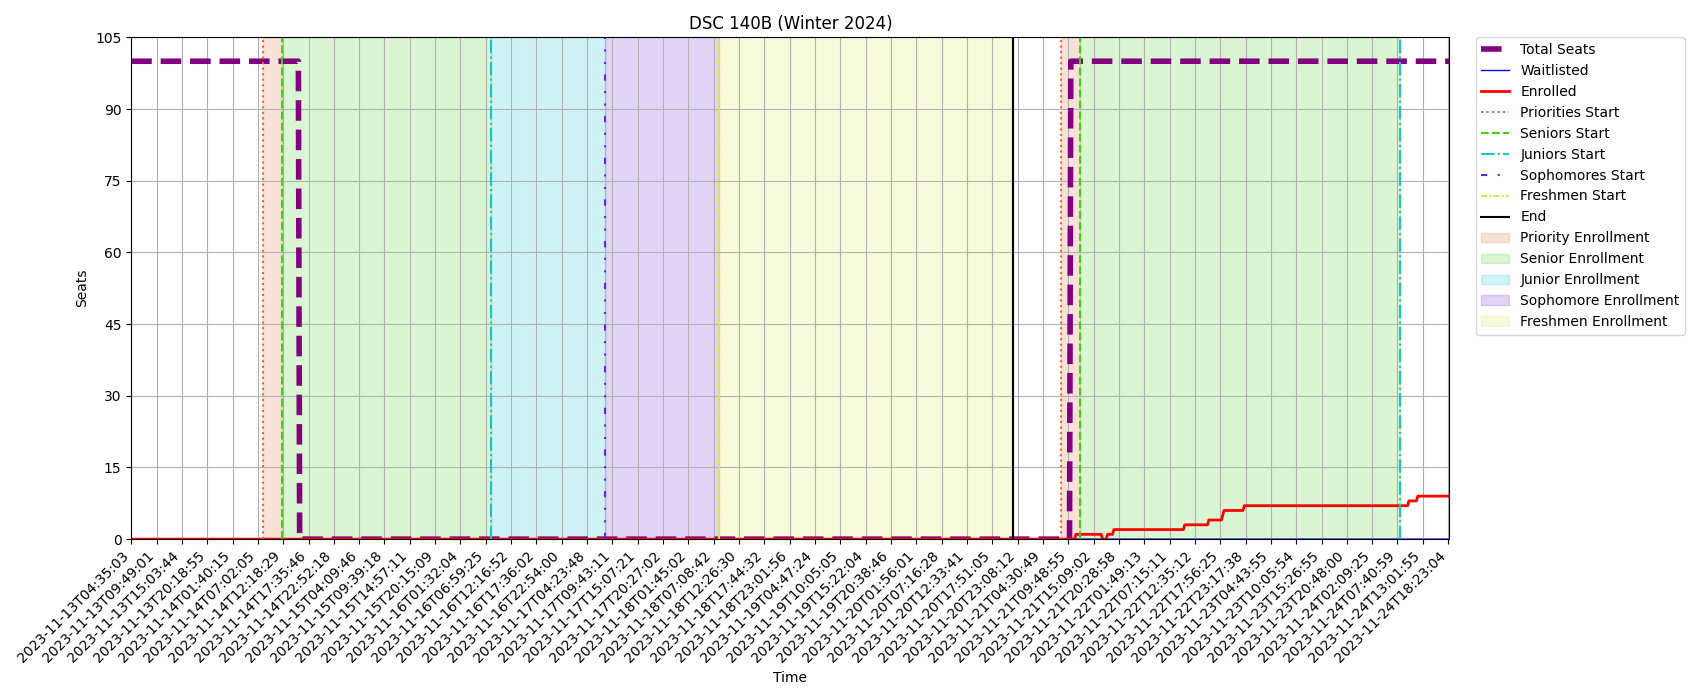 DSC 140B (Winter 2024)
105
90
75
60
45
30
15
0
Seats
2023-11-13T04:35:03
2023-11-13T09:49:01
2023-11-13T15:03:44
2023-11-13T20:18:55
2023-11-14T01:40:15
2023-11-14T07:02:05
2023-11-14T12:18:29
2023-11-14T17:35:46
2023-11-14T22:52:18
2023-11-15T04:09:46
2023-11-15T09:39:18
2023-11-15T14:57:11
2023-11-15T20:15:09
2023-11-16T01:32:04
2023-11-16T06:59:25
2023-11-16T12:16:52
2023-11-16T17:36:02
2023-11-16T22:54:00
2023-11-17T04:23:48
2023-11-17T09:43:11
2023-11-17T15:07:21
2023-11-17T20:27:02
2023-11-18T01:45:02
2023-11-18T07:08:42
2023-11-18T12:26:30
2023-11-18T17:44:32
2023-11-18T23:01:56
2023-11-19T04:47:24
2023-11-19T10:05:05
2023-11-19T15:22:04
2023-11-19T20:38:46
2023-11-20T01:56:01
2023-11-20T07:16:28
2023-11-20T12:33:41
2023-11-20T17:51:05
2023-11-20T23:08:12
2023-11-21T04:30:49
2023-11-21T09:48:55
2023-11-21T15:09:02
2023-11-21T20:28:58
2023-11-22T01:49:13
2023-11-22T07:15:11
2023-11-22T12:35:12
2023-11-22T17:56:25
2023-11-22T23:17:38
2023-11-23T04:43:55
2023-11-23T10:05:54
2023-11-23T15:26:55
2023-11-23T20:48:00
2023-11-24T02:09:25
2023-11-24T07:40:59
2023-11-24T13:01:55
2023-11-24T18:23:04
Time
Total Seats
Waitlisted
Enrolled
Priorities Start
Seniors Start
Juniors Start
Sophomores Start
Freshmen Start
End
Priority Enrollment
Senior Enrollment
Junior Enrollment
Sophomore Enrollment
Freshmen Enrollment